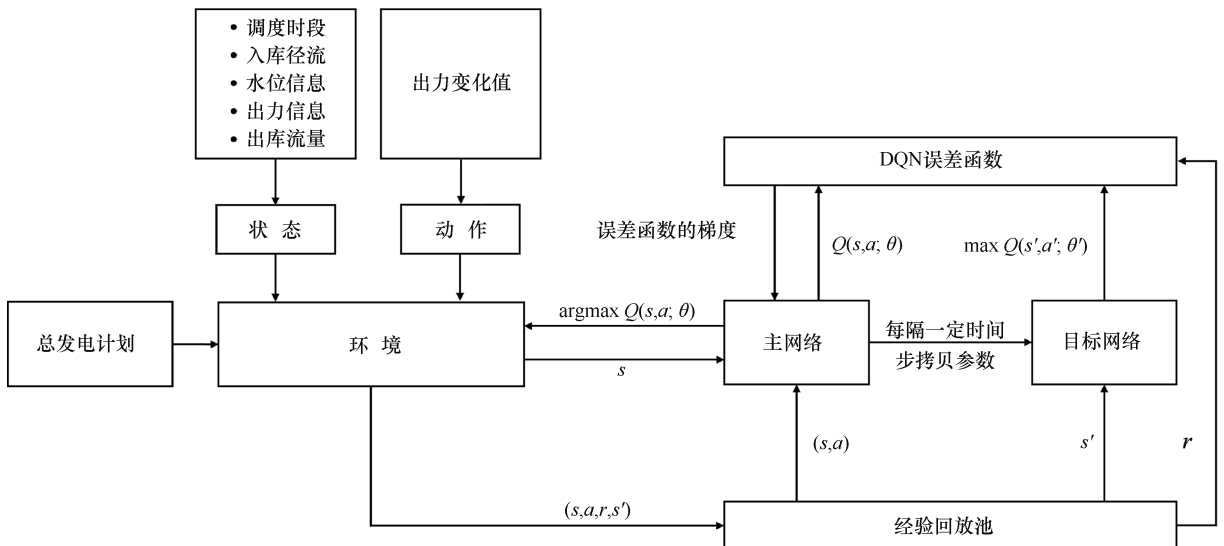 • 调度时段
• 入库径流
• 水位信息
• 出力信息
• 出库流量
出力变化值
状 态
动 作
总发电计划
环 境
DQN误差函数
误差函数的梯度
Q(s,a; θ)
max Q(s′,a′; θ′)
argmax Q(s,a; θ)
s
主网络
每隔一定时间
步拷贝参数
目标网络
(s,a)
s′
r
(s,a,r,s′)
经验回放池